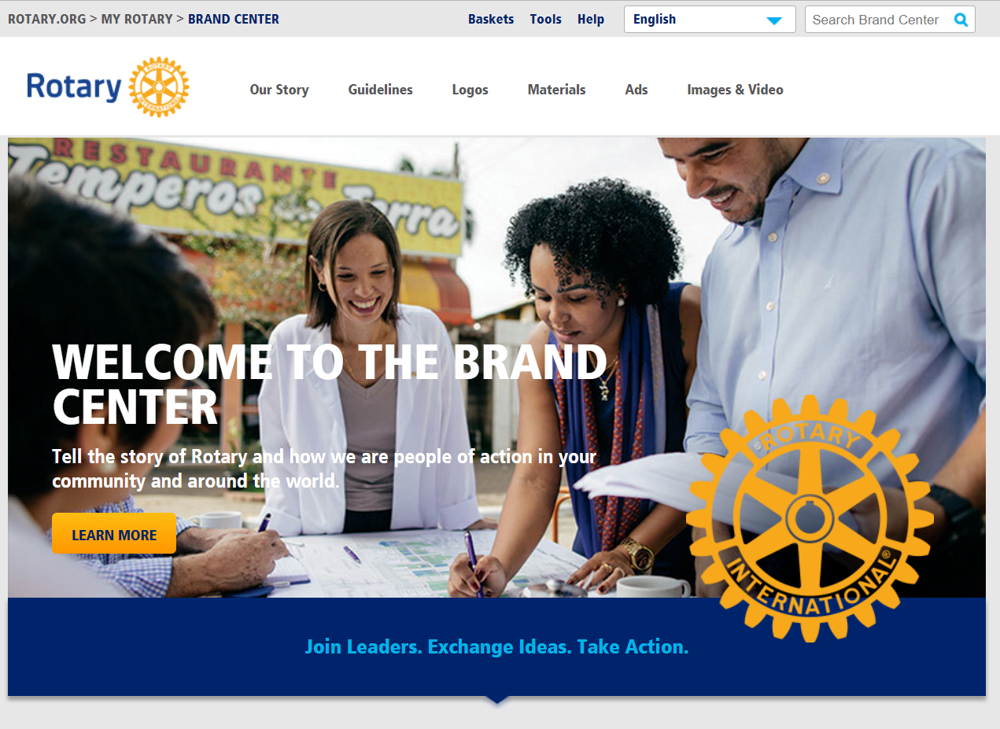 ROTARY.ORG > MY ROTARY > BRAND CENTER
Baskets Tools Help English Search Brand Center
Rotary ROTARY INTERNATIONAL
Our Story Guidelines Logos Materials Ads Images & Video
RESTAURANTE
Temperos da Terra
WELCOME TO THE BRAND
CENTER
Tell the story of Rotary and how we are people of action in your
community and around the world.
LEARN MORE
ROTARY
INTERNATIONAL®
Join Leaders. Exchange Ideas. Take Action.